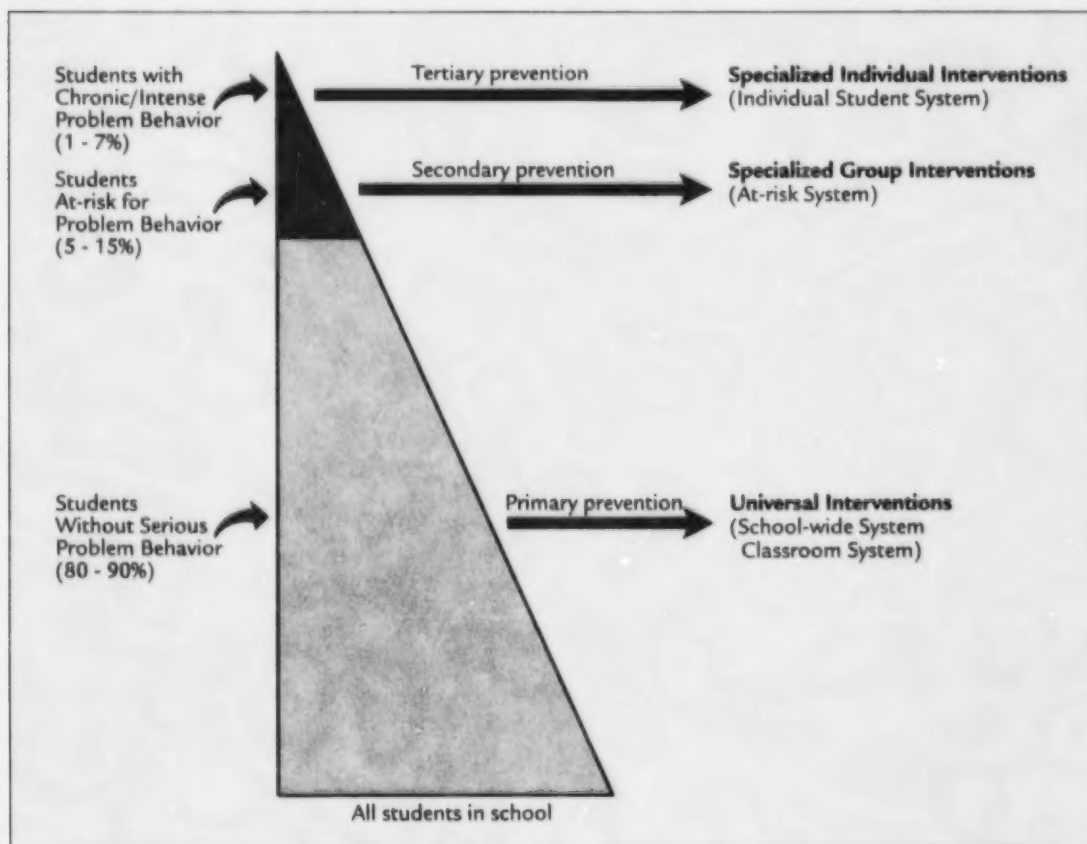 Students with
Chronic/Intense
Problem Behavior
(1 - 7%)
Tertiary prevention
Specialized Individual Interventions
(Individual Student System)
Students
At-risk for
Problem Behavior
(5 - 15%)
Secondary prevention
Specialized Group Interventions
(At-risk System)
Students
Without Serious
Problem Behavior
(80 - 90%)
Primary prevention
Universal Interventions
(School-wide System
Classroom System)
All students in school